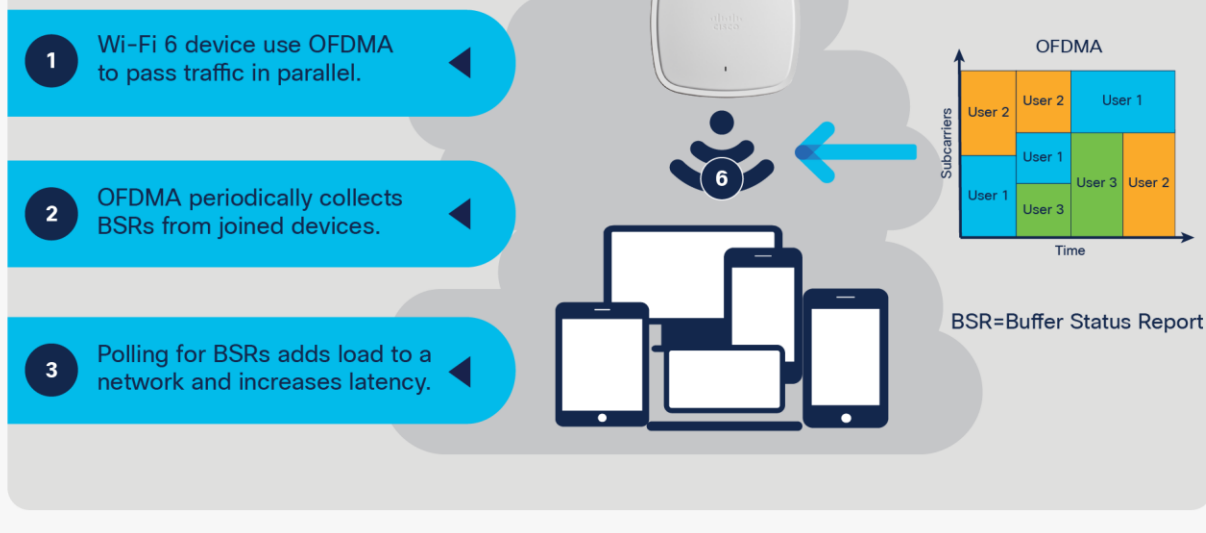 cisco
1
Wi-Fi 6 device use OFDMA
to pass traffic in parallel.
2
OFDMA periodically collects
BSRs from joined devices.
3
Polling for BSRs adds load to a
network and increases latency.
6
OFDMA
Subcarriers
User 2
User 2
User 1
User 1
User 1
User 3
User 3
User 2
Time
BSR=Buffer Status Report